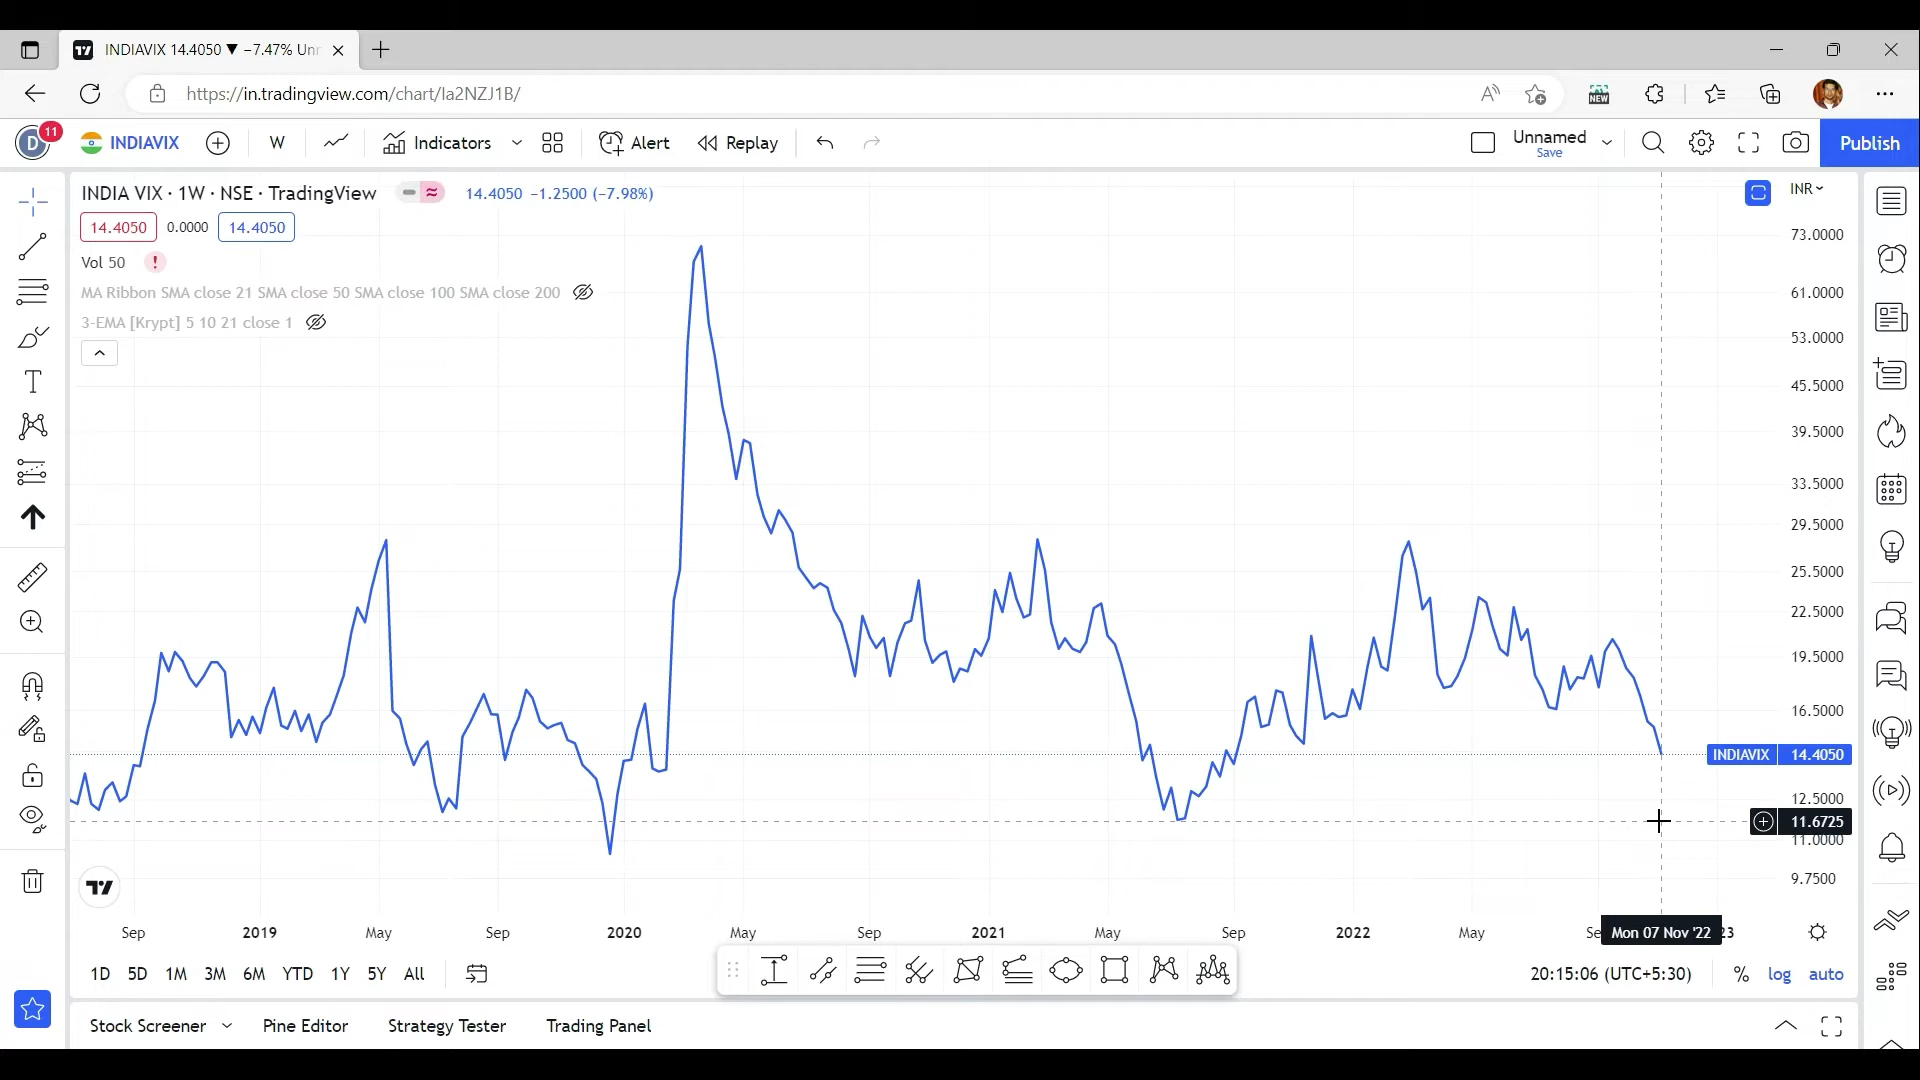 INDIAVIX 14.4050 ▼ −7.47% Unn
https://in.tradingview.com/chart/Ia2NZJ1B/
NEW
D
11
INDIAVIX
W
Indicators
Alert
Replay
Unnamed
Save
Publish
INDIA VIX · 1W · NSE · TradingView
14.4050 −1.2500 (−7.98%)
INR
14.4050
0.0000
14.4050
Vol 50
MA Ribbon SMA close 21 SMA close 50 SMA close 100 SMA close 200
3-EMA [Krypt] 5 10 21 close 1
73.0000
61.0000
53.0000
45.5000
39.5000
33.5000
29.5000
25.5000
22.5000
19.5000
16.5000
INDIAVIX 14.4050
12.5000
11.6725
11.0000
9.7500
Sep
2019
May
Sep
2020
May
Sep
2021
May
Sep
2022
May
Se
Mon 07 Nov '22
23
1D
5D
1M
3M
6M
YTD
1Y
5Y
All
20:15:06 (UTC+5:30)
%
log
auto
Stock Screener
Pine Editor
Strategy Tester
Trading Panel